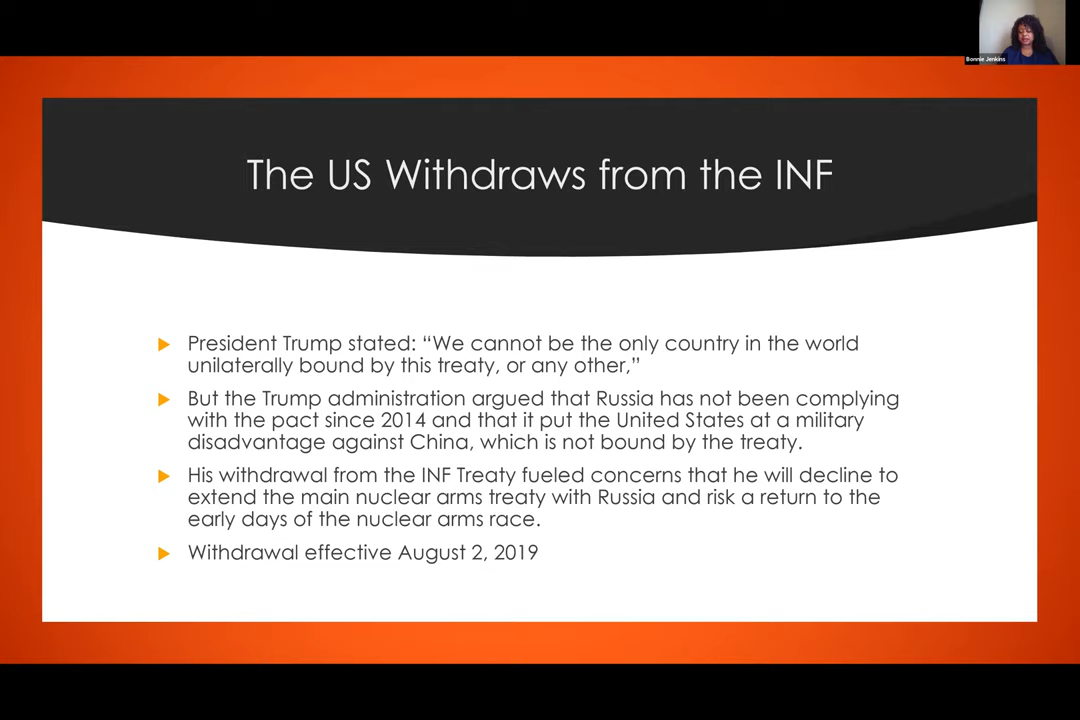 Bonnie Jenkins
The US Withdraws from the INF
President Trump stated: “We cannot be the only country in the world
unilaterally bound by this treaty, or any other,”
But the Trump administration argued that Russia has not been complying
with the pact since 2014 and that it put the United States at a military
disadvantage against China, which is not bound by the treaty.
His withdrawal from the INF Treaty fueled concerns that he will decline to
extend the main nuclear arms treaty with Russia and risk a return to the
early days of the nuclear arms race.
Withdrawal effective August 2, 2019